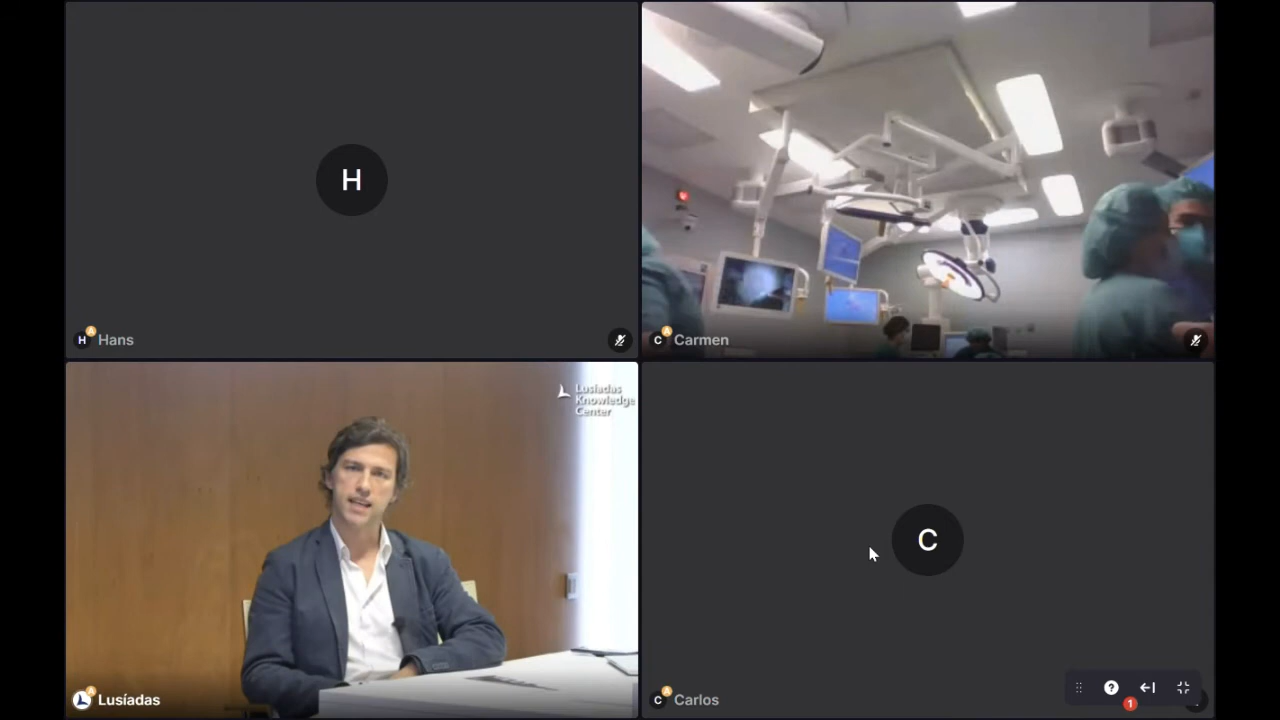 H
H Hans
C Carmen
Lusíadas
Knowledge
Center
Lusíadas
C
C Carlos
1